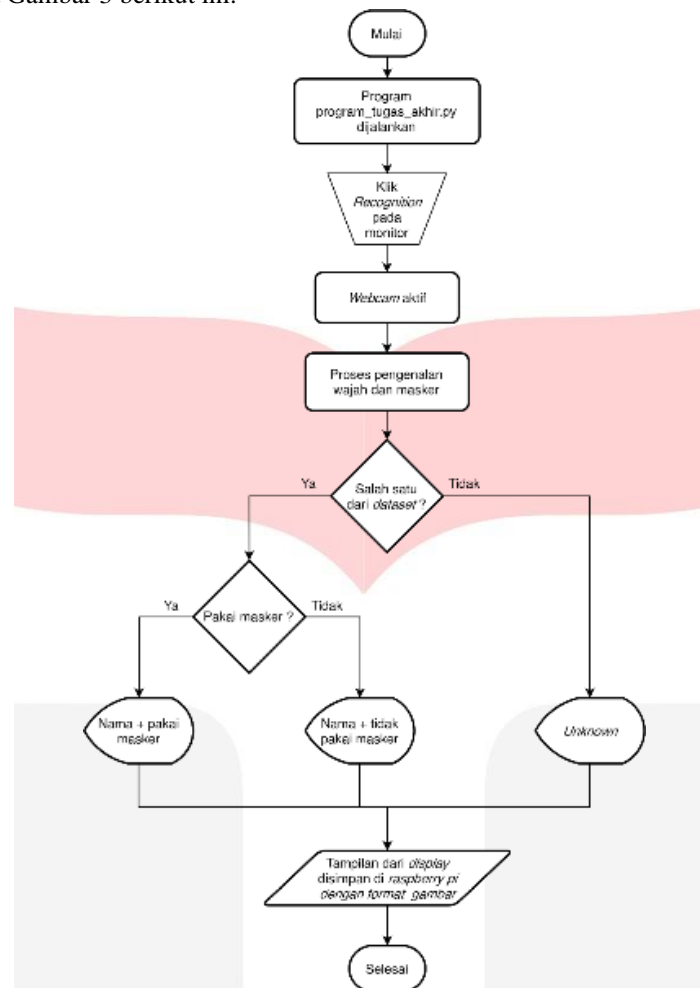 Gambar 3 berikut ini:
Mulai
Program
program_tugas_akhir.py
dijalankan
Klik
Recognition
pada
monitor
Webcam aktif
Proses pengenalan
wajah dan masker
Salah satu
dari dataset ?
Ya
Tidak
Pakai masker ?
Ya
Tidak
Nama + pakai
masker
Nama + tidak
pakai masker
Unknown
Tampilan dari display
disimpan di raspberry pi
dengan format gambar
Selesai